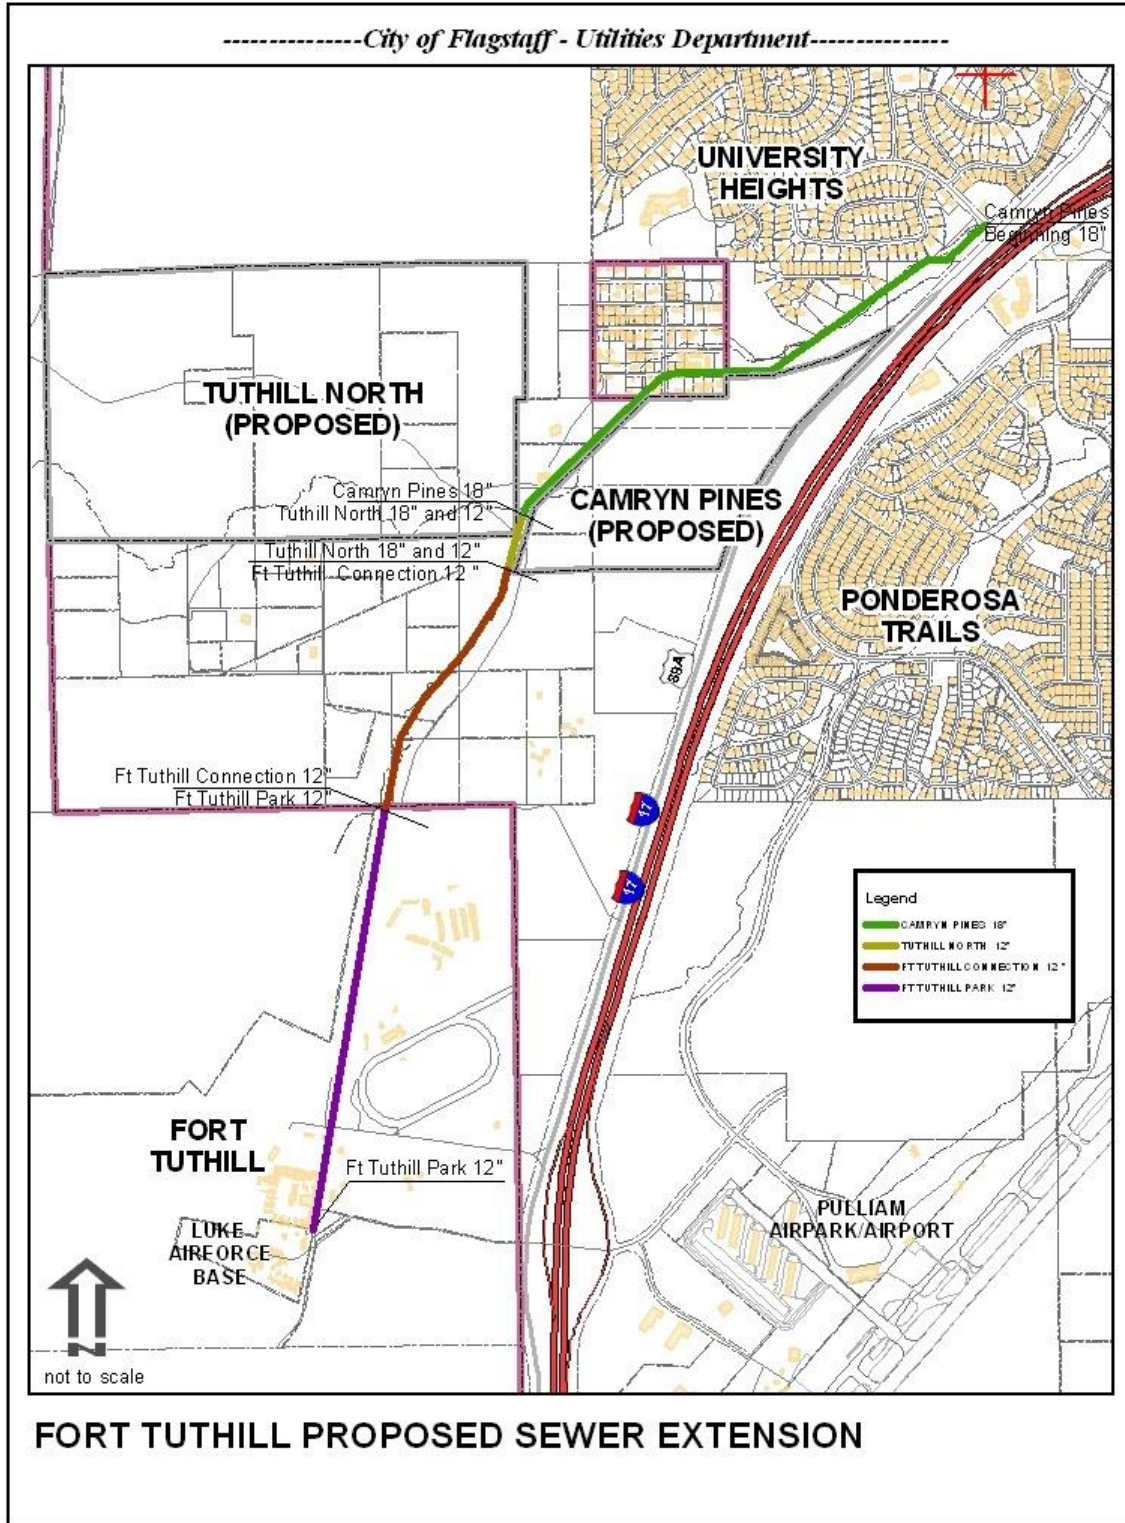 ---------------City of Flagstaff - Utilities Department---------------
UNIVERSITY
HEIGHTS
Camryn Pines
Beginning 18"
TUTHILL NORTH
(PROPOSED)
Camryn Pines 18"
Tuthill North 18" and 12"
CAMRYN PINES
(PROPOSED)
Tuthill North 18" and 12"
Ft Tuthill Connection 12 "
PONDEROSA
TRAILS
89A
Ft Tuthill Connection 12"
Ft Tuthill Park 12"
17
17
Legend
CAMRYN PINES 18"
TUTHILL NORTH 12"
FT TUTHILL CONNECTION 12 "
FT TUTHILL PARK 12"
FORT
TUTHILL
Ft Tuthill Park 12"
LUKE
AIRFORCE
BASE
PULLIAM
AIRPARK/AIRPORT
N
not to scale
FORT TUTHILL PROPOSED SEWER EXTENSION